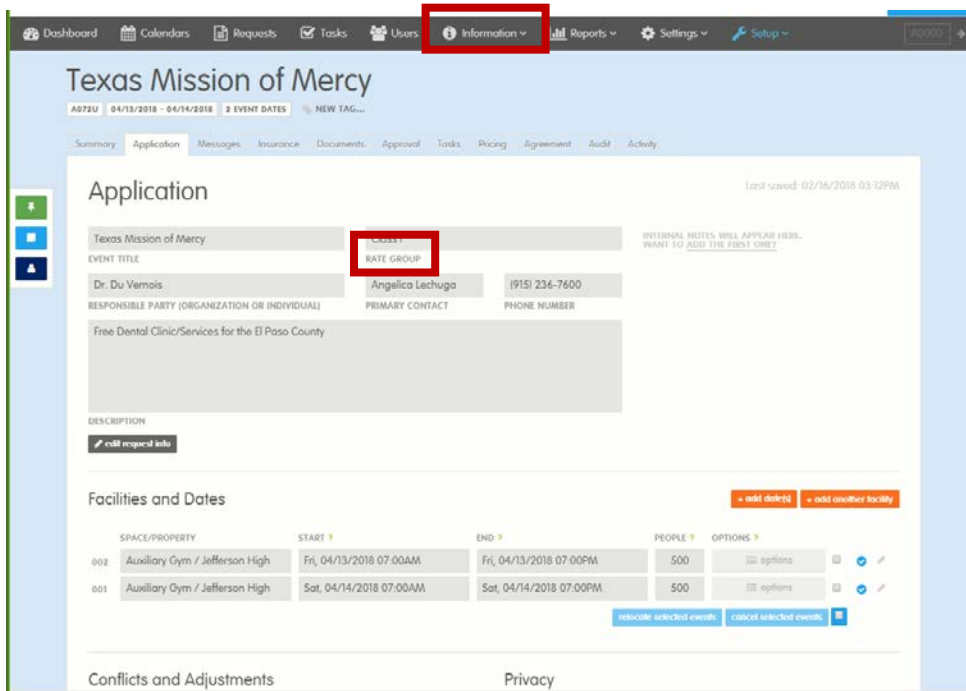 Dashboard Calendars Requests Tasks Users Information Reports Settings Setup A0000
Texas Mission of Mercy
A072U 04/13/2018 - 04/14/2018 2 EVENT DATES NEW TAG...
Summary Application Messages Insurance Documents Approval Tasks Pricing Agreement Audit Activity
Application
Last saved: 02/16/2018 03:12PM
Texas Mission of Mercy Class 1
EVENT TITLE RATE GROUP
INTERNAL NOTES WILL APPEAR HERE.
WANT TO ADD THE FIRST ONE?
Dr. Du Vernois Angelica Lechuga (915) 236-7600
RESPONSIBLE PARTY (ORGANIZATION OR INDIVIDUAL) PRIMARY CONTACT PHONE NUMBER
Free Dental Clinic/Services for the El Paso County
DESCRIPTION
edit request info
Facilities and Dates
+ add date(s) + add another facility
SPACE/PROPERTY START ? END ? PEOPLE ? OPTIONS ?
002 Auxiliary Gym / Jefferson High Fri, 04/13/2018 07:00AM Fri, 04/13/2018 07:00PM 500 options
001 Auxiliary Gym / Jefferson High Sat, 04/14/2018 07:00AM Sat, 04/14/2018 07:00PM 500 options
relocate selected events cancel selected events
Conflicts and Adjustments Privacy